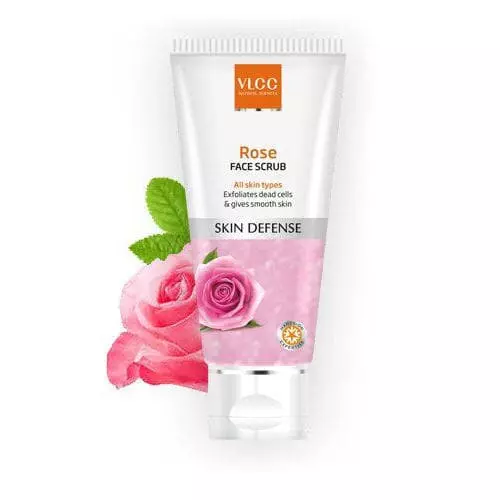 VLCC
NATURAL SCIENCES
Rose
FACE SCRUB
All skin types
Exfoliates dead cells
& gives smooth skin
SKIN DEFENSE